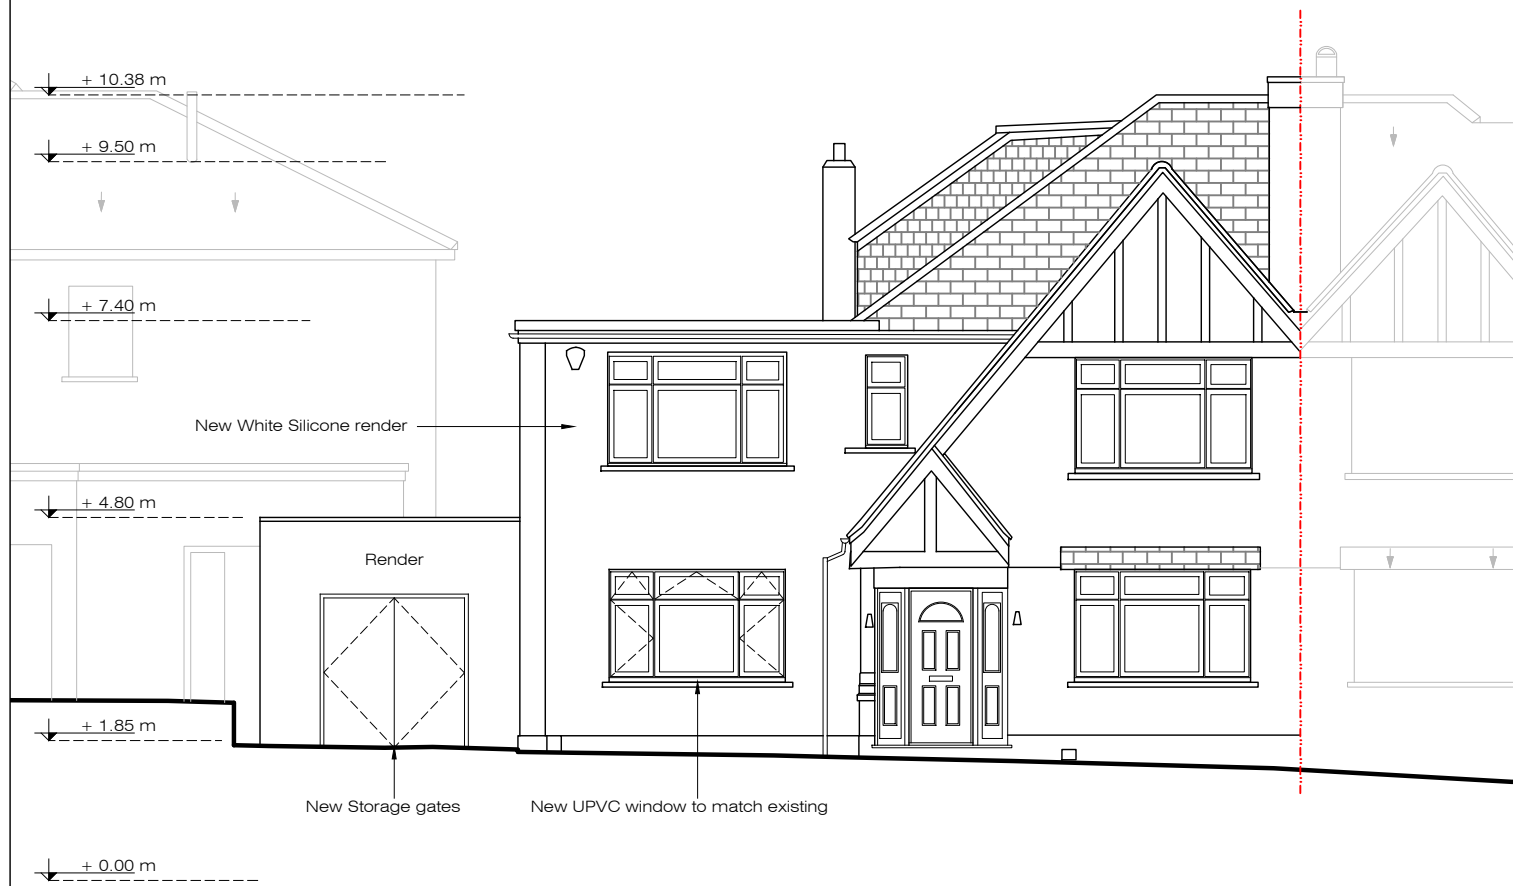 + 10.38 m
+ 9.50 m
+ 7.40 m
New White Silicone render
+ 4.80 m
Render
+ 1.85 m
New Storage gates
New UPVC window to match existing
+ 0.00 m